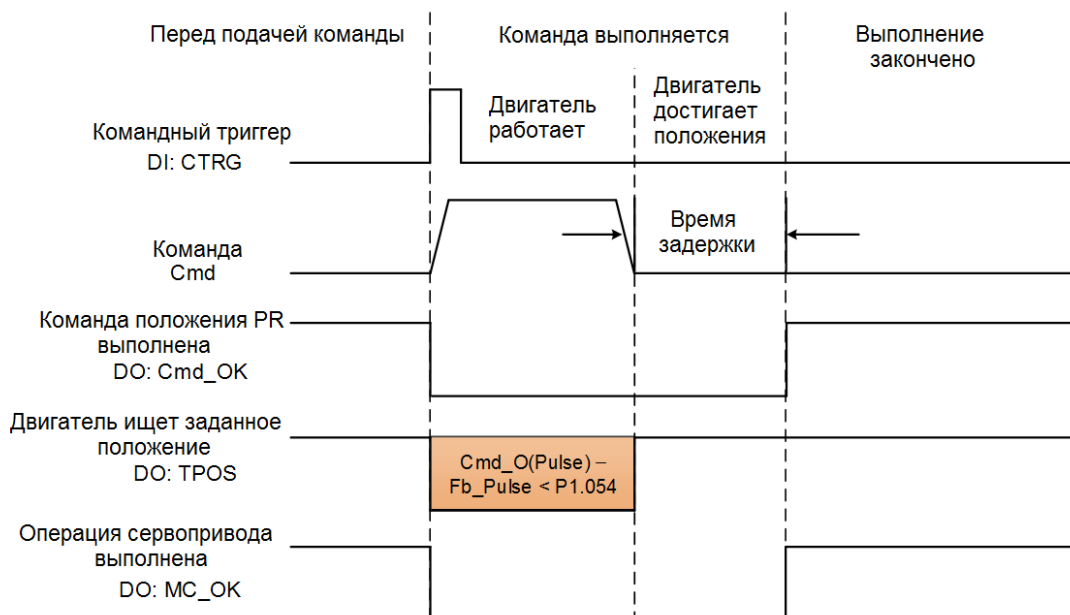 Перед подачей команды
Команда выполняется
Выполнение
закончено
Двигатель
работает
Двигатель
достигает
положения
Командный триггер
DI: CTRG
Время
задержки
Команда
Cmd
Команда положения PR
выполнена
DO: Cmd_OK
Двигатель ищет заданное
положение
DO: TPOS
Cmd_O(Pulse) –
Fb_Pulse < P1.054
Операция сервопривода
выполнена
DO: MC_OK